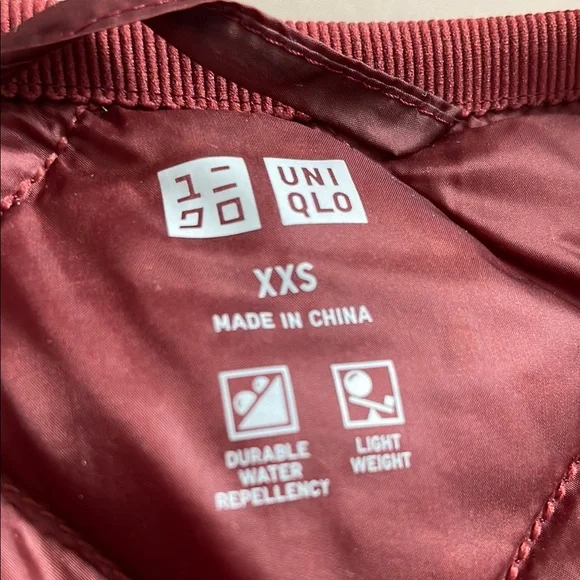 ユニ UNI
クロ QLO
XXS
MADE IN CHINA
DURABLE
WATER
REPELLENCY
LIGHT
WEIGHT